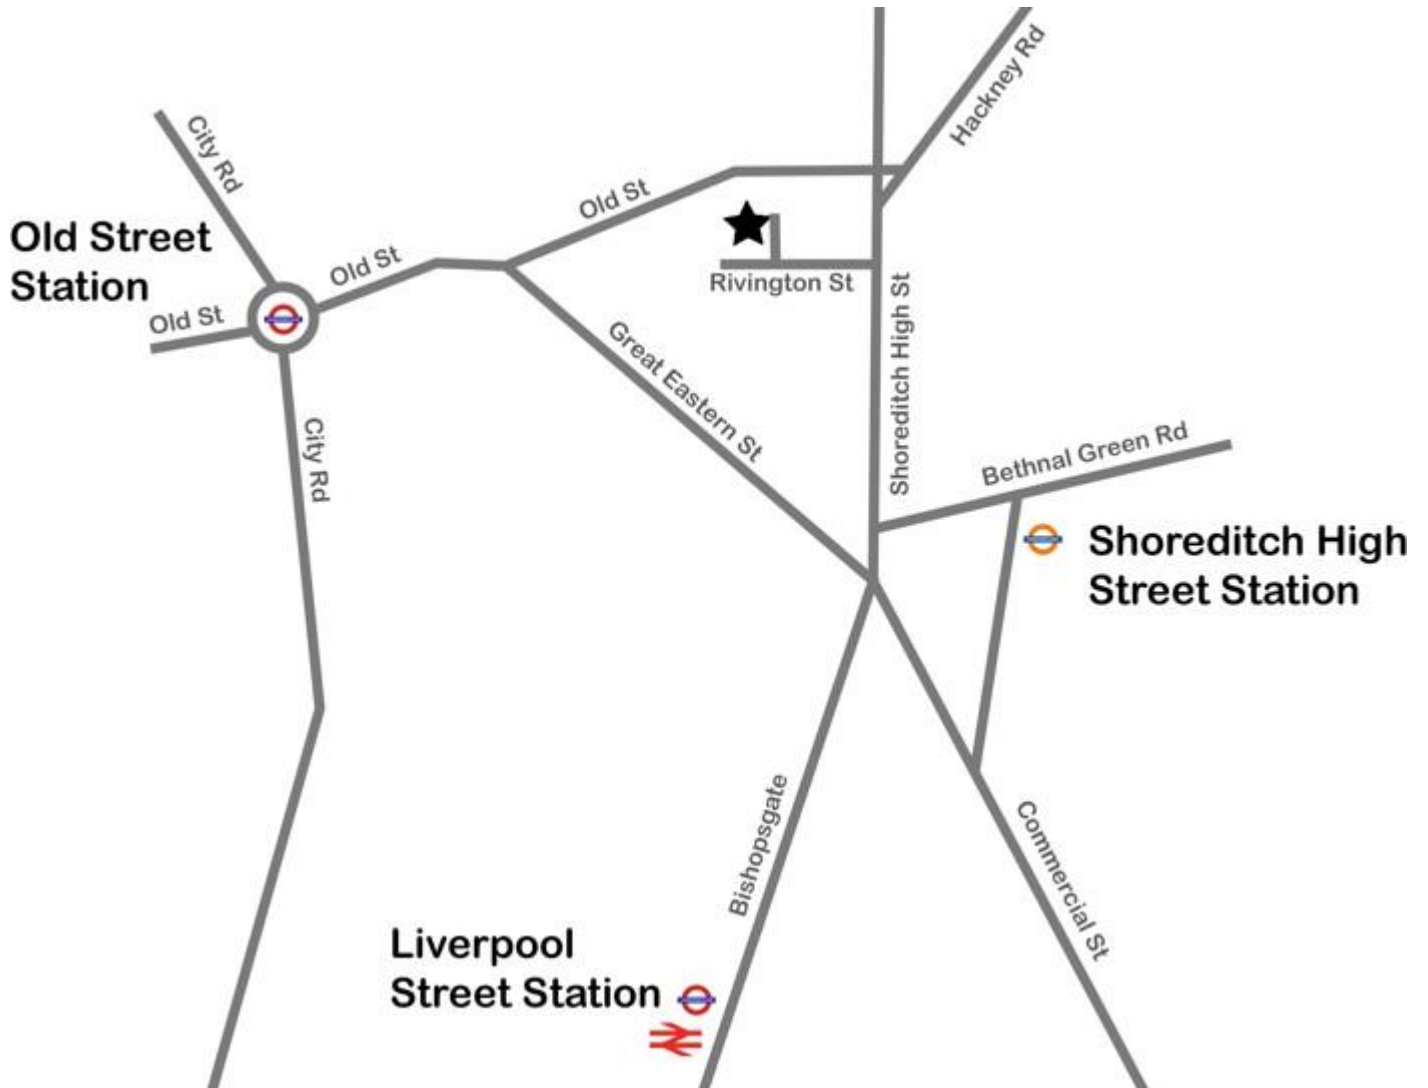 Hackney Rd
City Rd
Old St
Old Street
Station
Old St
Old St
Rivington St
Shoreditch High St
Great Eastern St
City Rd
Bethnal Green Rd
Shoreditch High
Street Station
Bishopsgate
Commercial St
Liverpool
Street Station